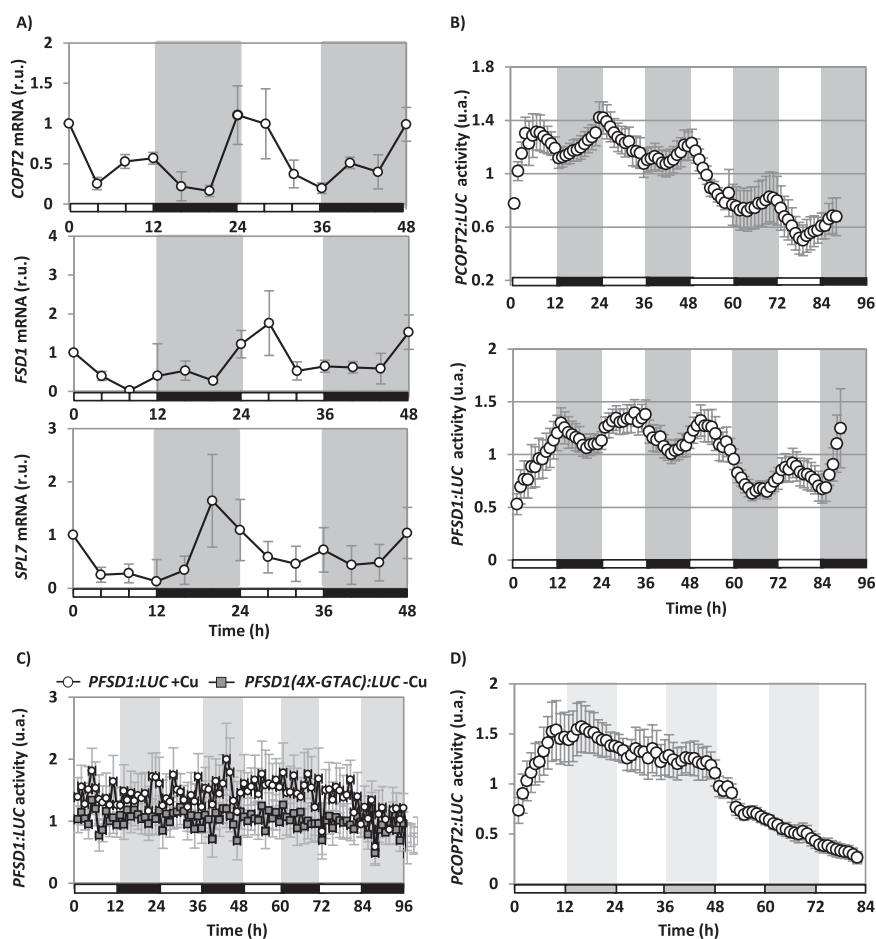 A)
COPT2 mRNA (r.u.)
2
1.5
1
0.5
0
0 12 24 36 48
FSD1 mRNA (r.u.)
4
3
2
1
0
0 12 24 36 48
SPL7 mRNA (r.u.)
3
2
1
0
0 12 24 36 48
Time (h)
B)
PCOPT2:LUC activity (u.a.)
1.8
1.4
1
0.6
0.2
0 12 24 36 48 60 72 84 96
PFSD1:LUC activity (u.a.)
2
1.5
1
0.5
0
0 12 24 36 48 60 72 84 96
Time (h)
C)
PFSD1:LUC +Cu PFSD1(4X-GTAC):LUC -Cu
PFSD1:LUC activity (u.a.)
3
2
1
0
0 12 24 36 48 60 72 84 96
Time (h)
D)
PCOPT2:LUC activity (u.a.)
2
1.5
1
0.5
0
0 12 24 36 48 60 72 84
Time (h)